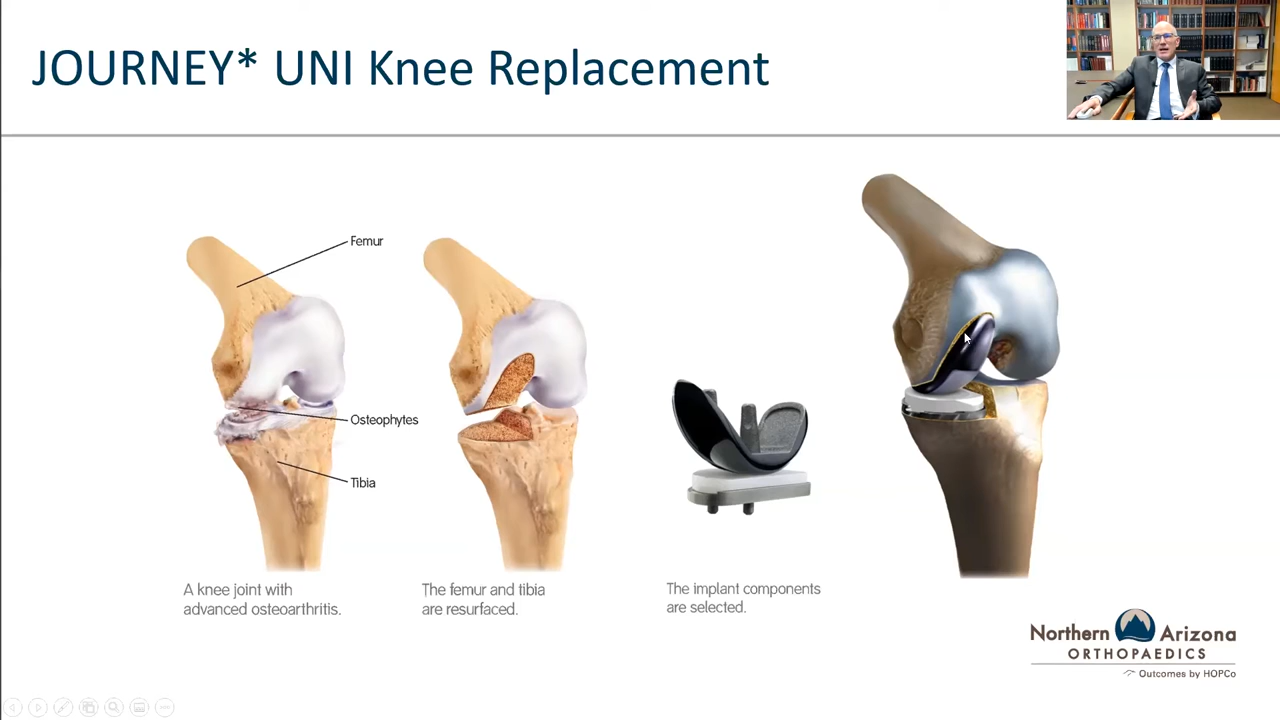 JOURNEY* UNI Knee Replacement
Femur
Osteophytes
Tibia
A knee joint with
advanced osteoarthritis.
The femur and tibia
are resurfaced.
The implant components
are selected.
Northern Arizona
ORTHOPAEDICS
Outcomes by HOPCo